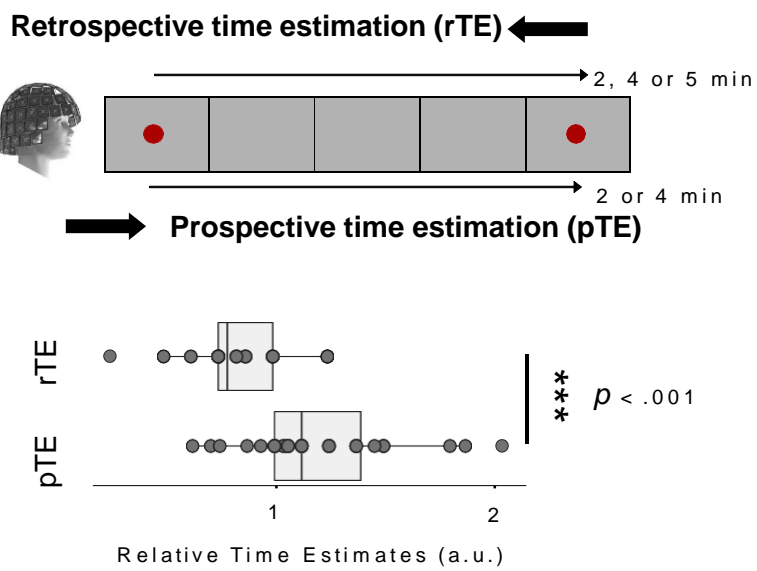 Retrospective time estimation (rTE)
2, 4 or 5 min
2 or 4 min
Prospective time estimation (pTE)
rTE
*** p < .001
pTE
1 2
Relative Time Estimates (a.u.)